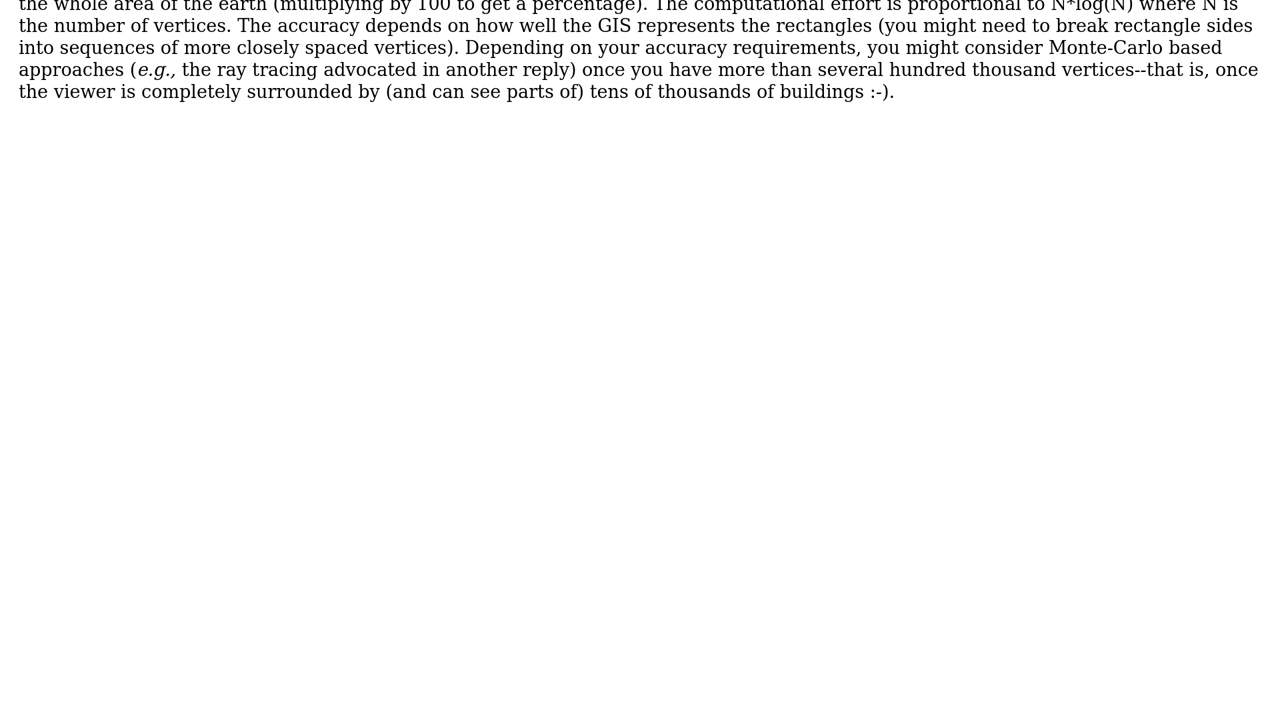 the whole area of the earth (multiplying by 100 to get a percentage). The computational effort is proportional to N*log(N) where N is
the number of vertices. The accuracy depends on how well the GIS represents the rectangles (you might need to break rectangle sides
into sequences of more closely spaced vertices). Depending on your accuracy requirements, you might consider Monte-Carlo based
approaches (e.g., the ray tracing advocated in another reply) once you have more than several hundred thousand vertices--that is, once
the viewer is completely surrounded by (and can see parts of) tens of thousands of buildings :-).